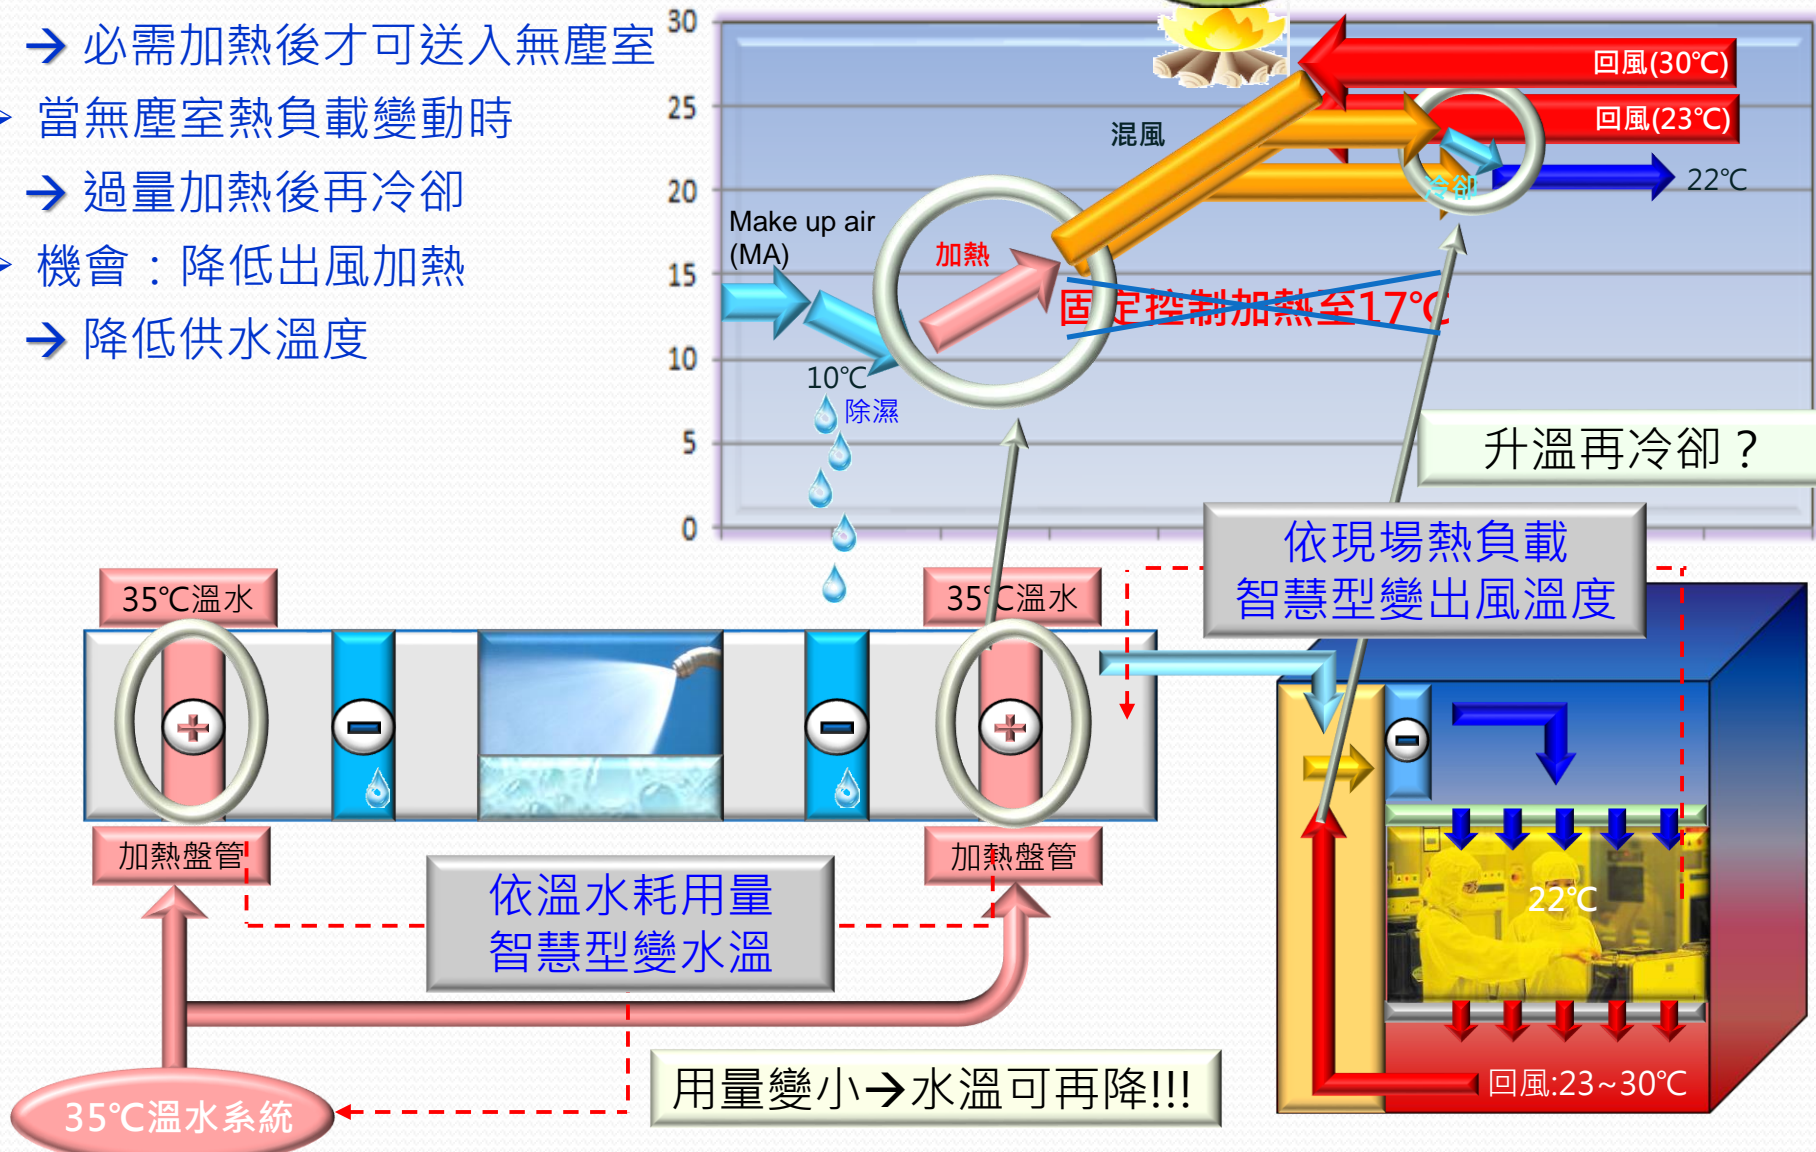 → 必需加熱後才可送入無塵室
當無塵室熱負載變動時
→ 過量加熱後再冷卻
機會：降低出風加熱
→ 降低供水溫度
30
25
20
15
10
5
0
回風(30℃)
回風(23℃)
混風
冷卻
22℃
Make up air
(MA)
加熱
固定控制加熱至17℃
10℃
除濕
升溫再冷卻？
依現場熱負載
智慧型變出風溫度
35℃溫水
35℃溫水
加熱盤管
加熱盤管
依溫水耗用量
智慧型變水溫
22℃
用量變小→水溫可再降!!!
回風:23~30℃
35℃溫水系統